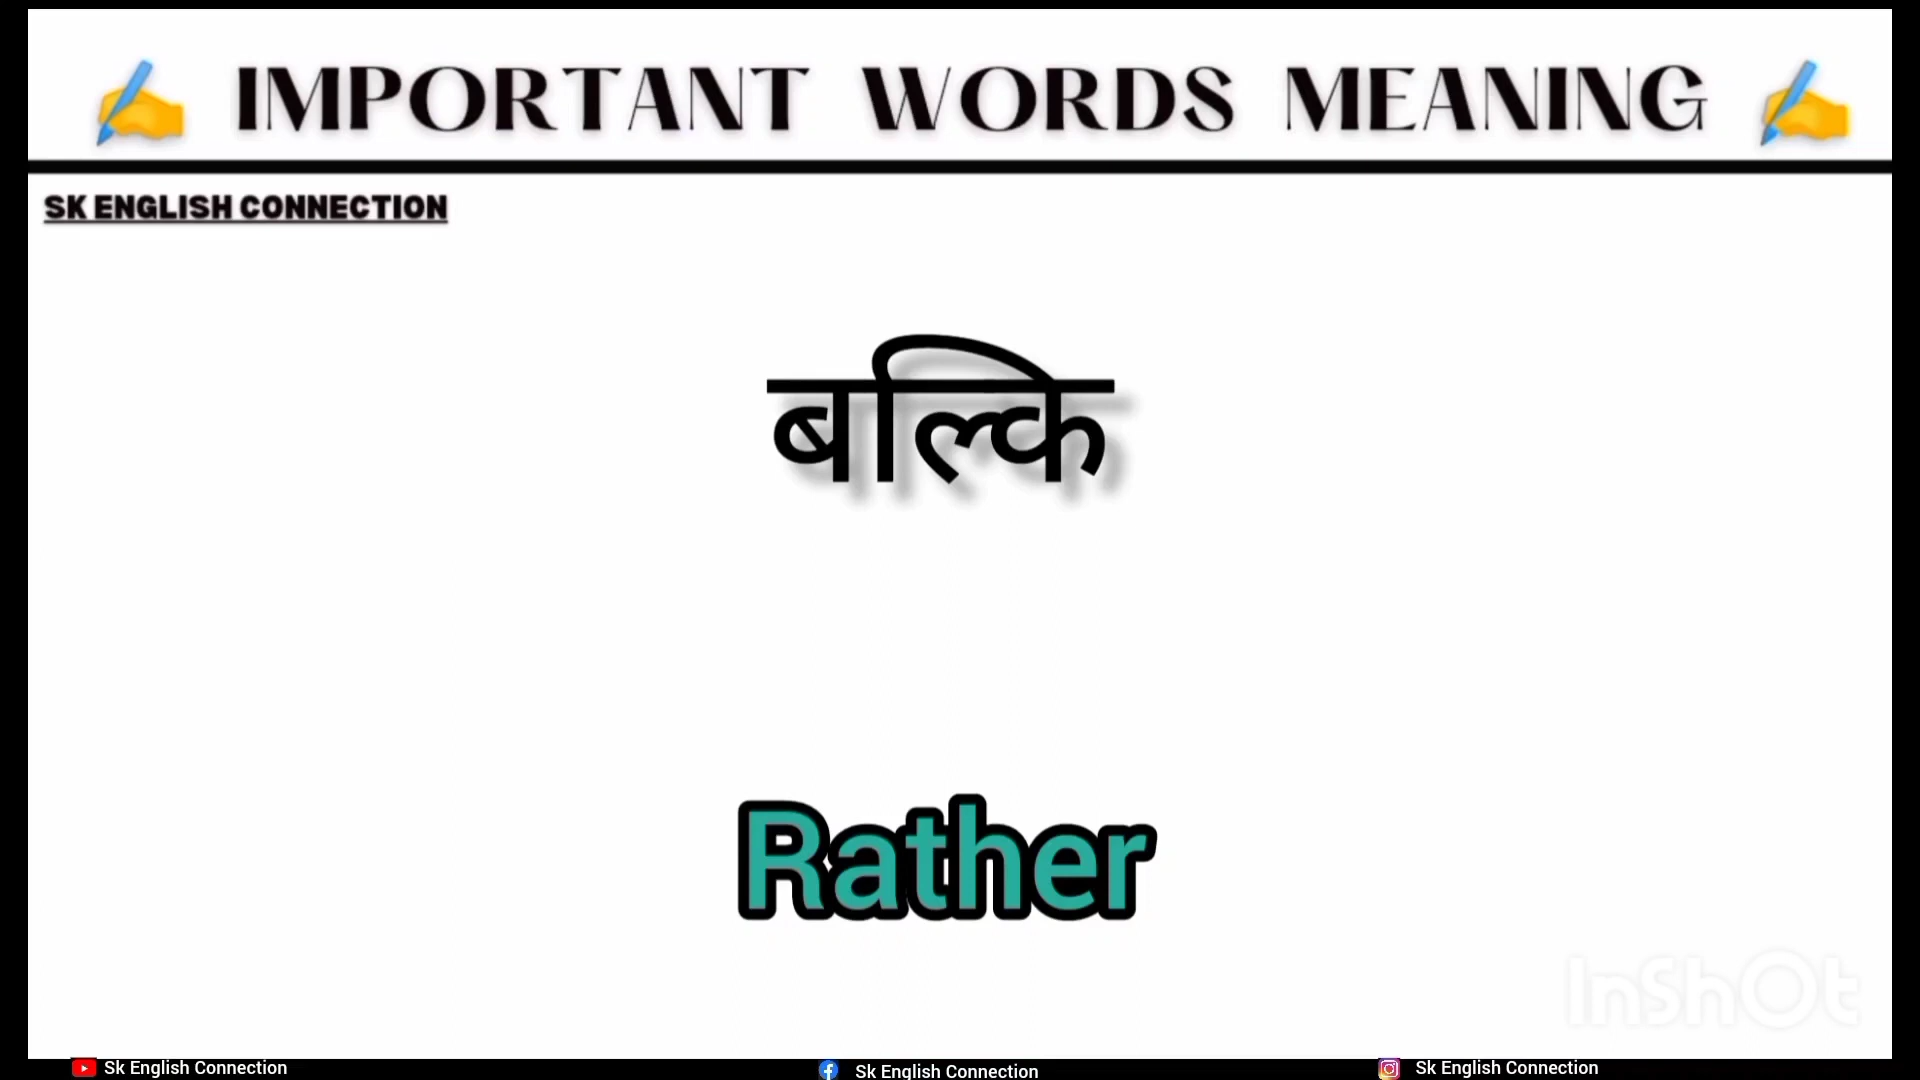 ✍ IMPORTANT WORDS MEANING ✍
SK ENGLISH CONNECTION
बल्कि
Rather
InShOt
Sk English Connection
Sk English Connection
Sk English Connection